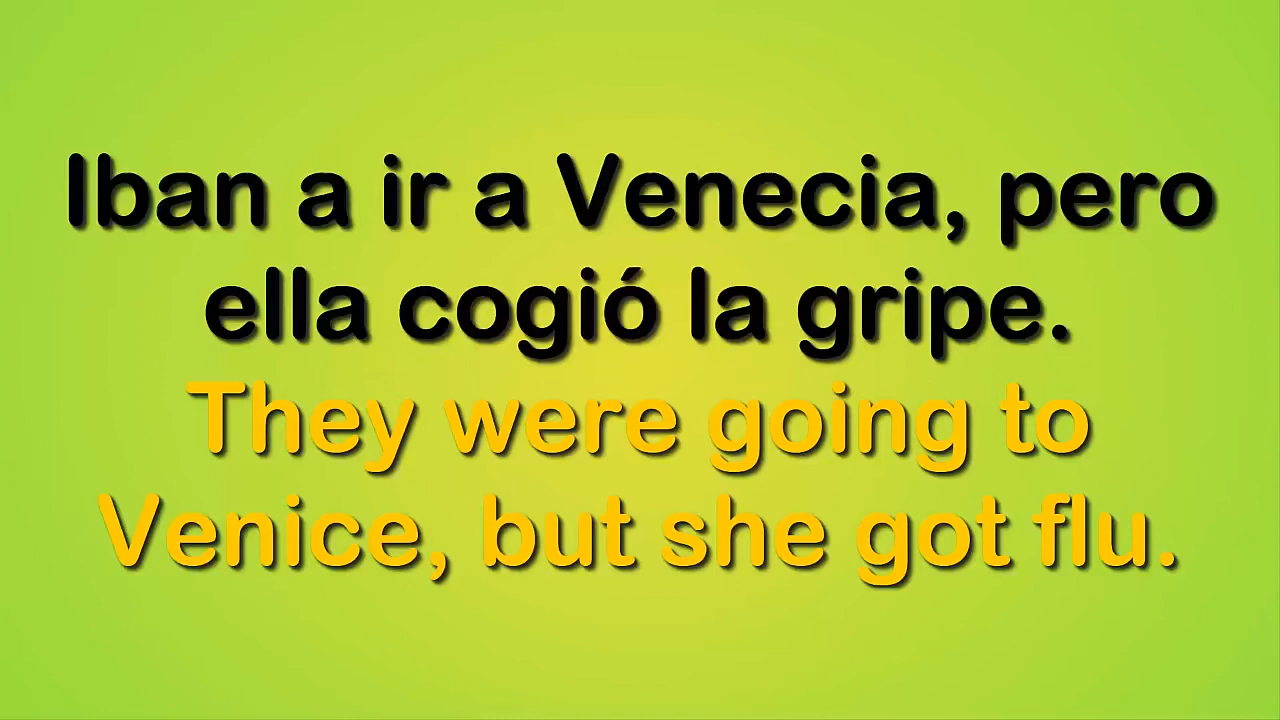 Iban a ir a Venecia, pero
ella cogió la gripe.
They were going to
Venice, but she got flu.